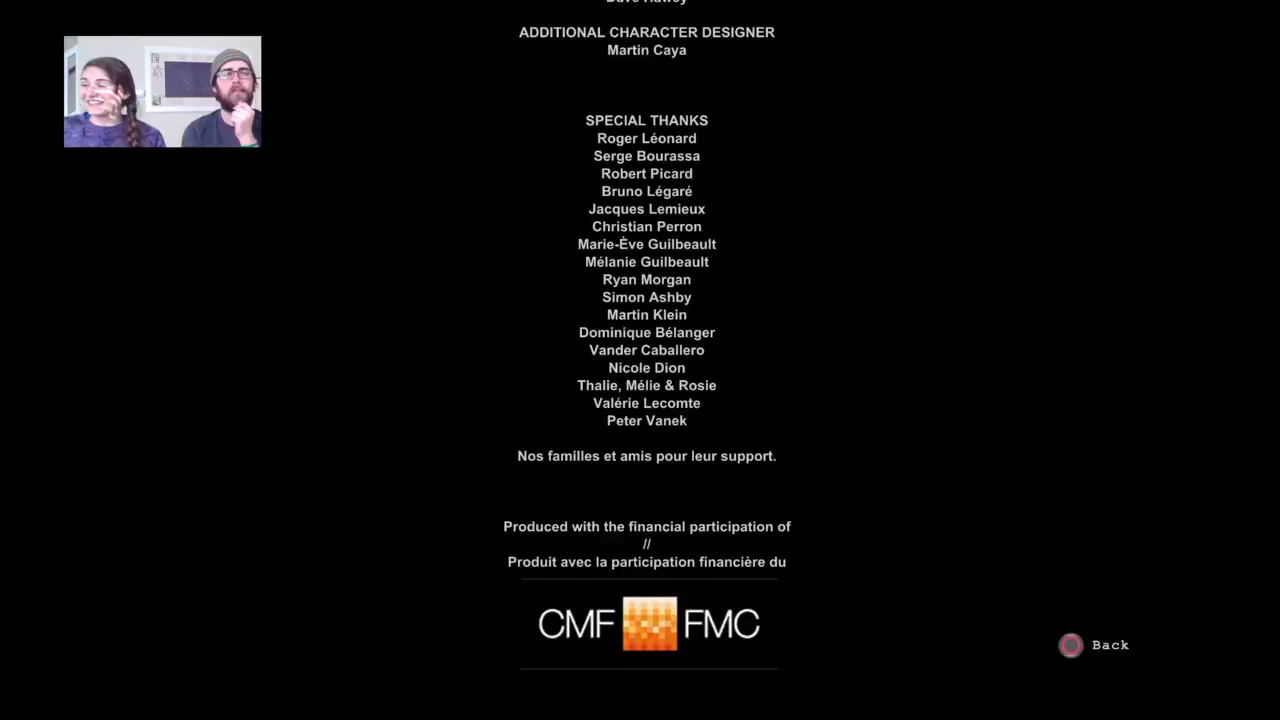 Dave Hawey
ADDITIONAL CHARACTER DESIGNER
Martin Caya
SPECIAL THANKS
Roger Léonard
Serge Bourassa
Robert Picard
Bruno Légaré
Jacques Lemieux
Christian Perron
Marie-Ève Guilbeault
Mélanie Guilbeault
Ryan Morgan
Simon Ashby
Martin Klein
Dominique Bélanger
Vander Caballero
Nicole Dion
Thalie, Mélie & Rosie
Valérie Lecomte
Peter Vanek
Nos familles et amis pour leur support.
Produced with the financial participation of
//
Produit avec la participation financière du
CMF FMC
Back